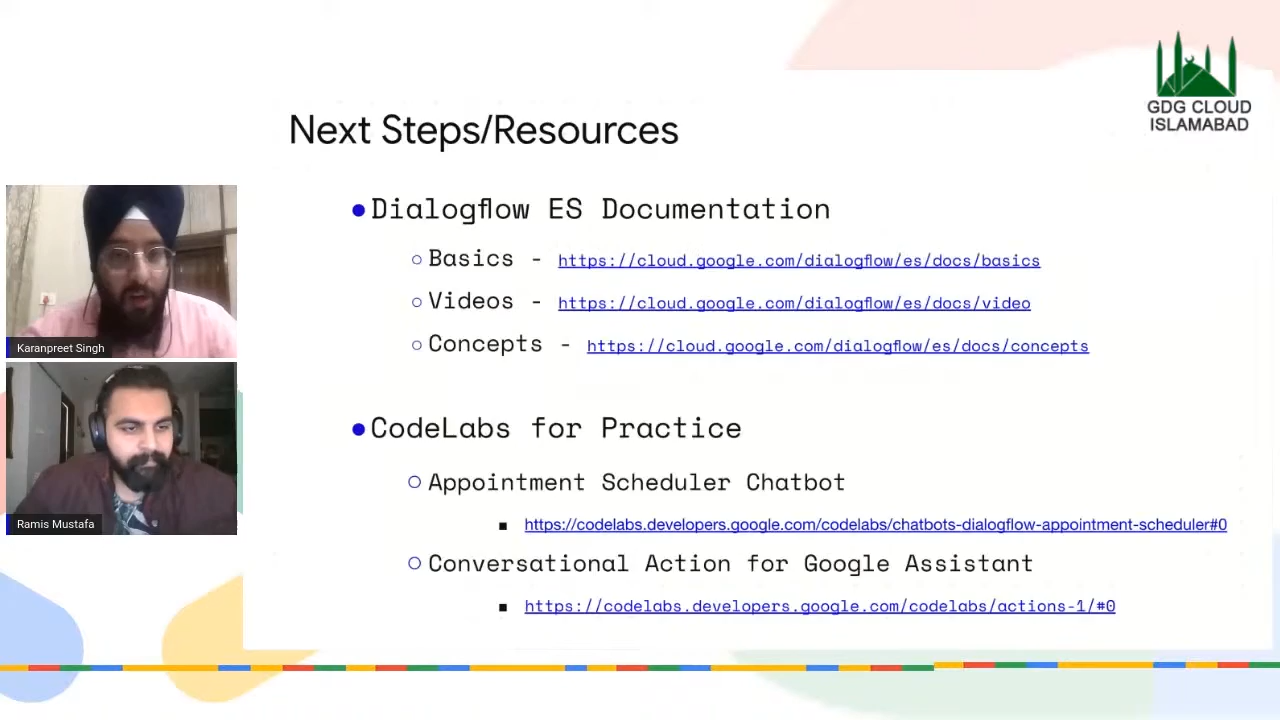 GDG CLOUD
ISLAMABAD
Next Steps/Resources
●Dialogflow ES Documentation
○ Basics - https://cloud.google.com/dialogflow/es/docs/basics
○ Videos - https://cloud.google.com/dialogflow/es/docs/video
○ Concepts - https://cloud.google.com/dialogflow/es/docs/concepts
●CodeLabs for Practice
○ Appointment Scheduler Chatbot
■ https://codelabs.developers.google.com/codelabs/chatbots-dialogflow-appointment-scheduler#0
○ Conversational Action for Google Assistant
■ https://codelabs.developers.google.com/codelabs/actions-1/#0
Karanpreet Singh
Ramis Mustafa